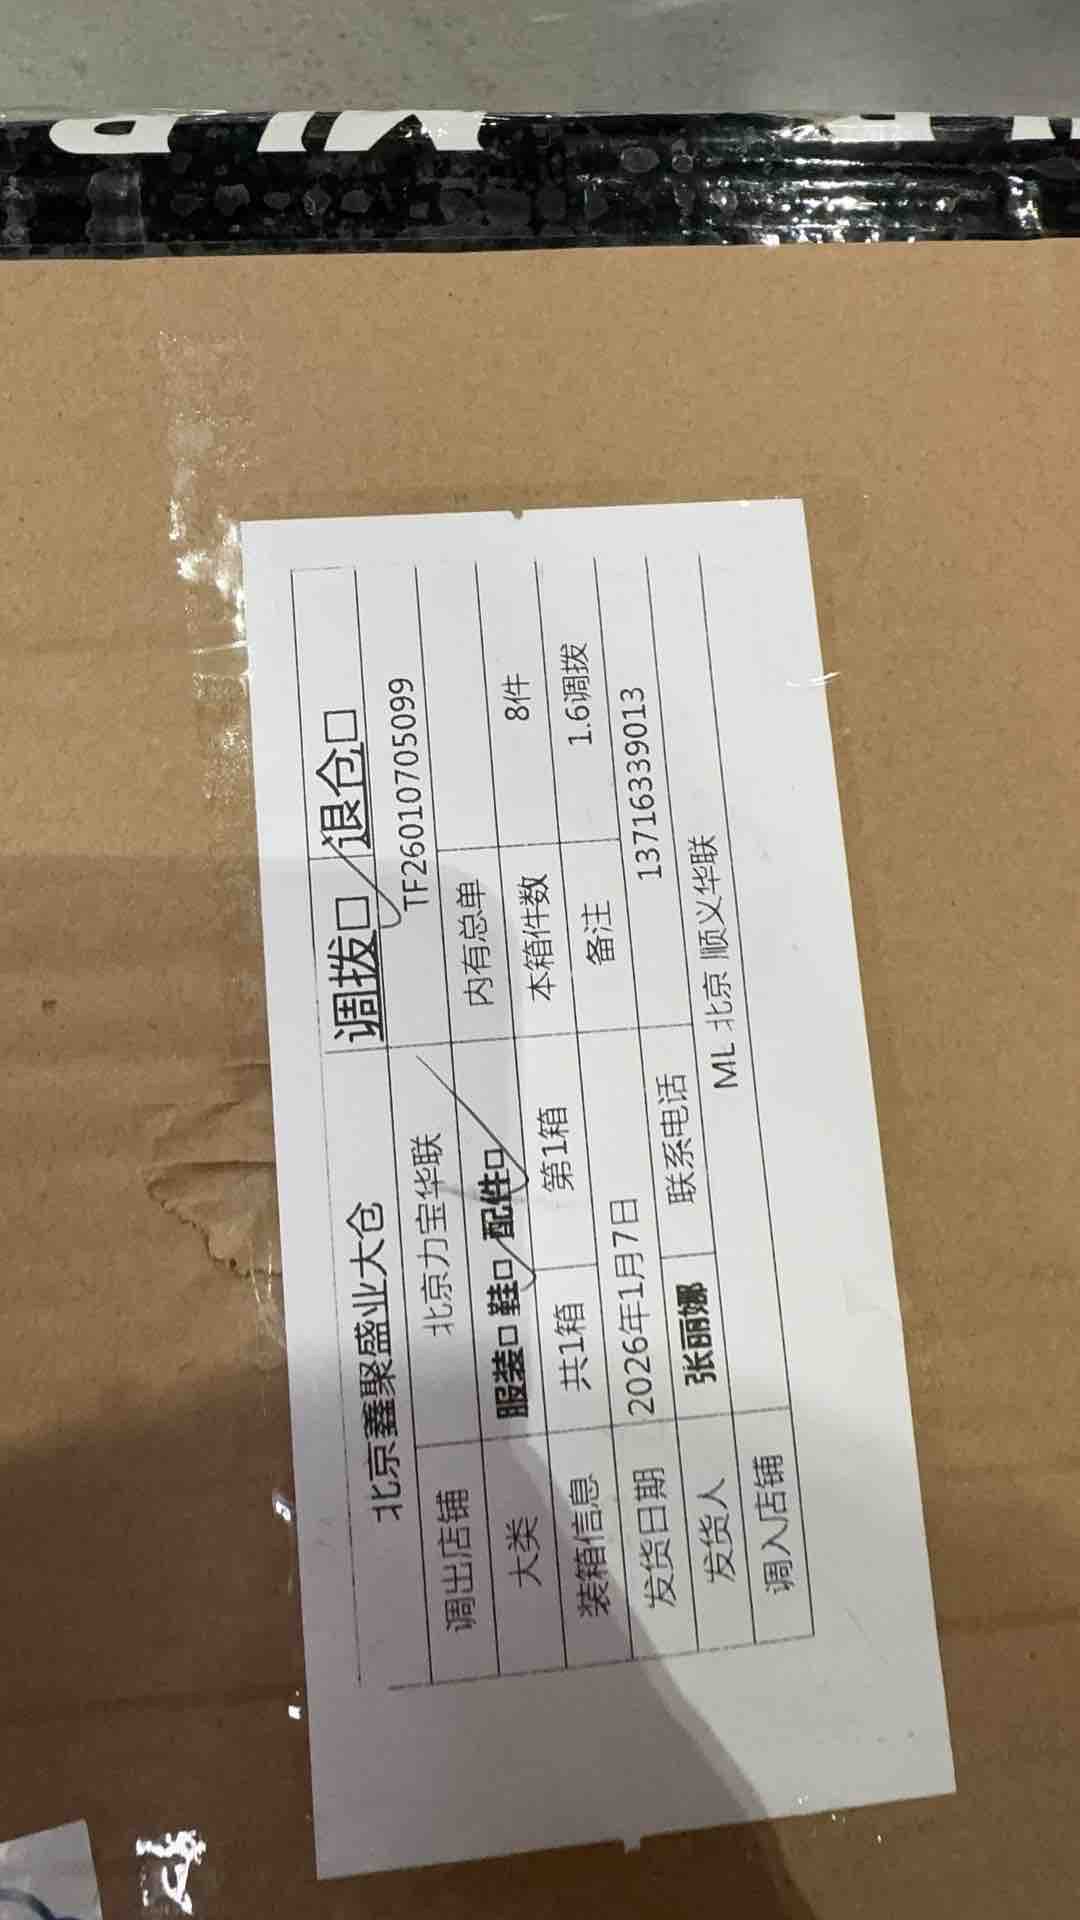 北京鑫聚盛业大仓 调拨□ 退仓□
调出店铺 北京力宝华联 TF26010705099
大类 服装□ 鞋□ 配件□ 内有总单
装箱信息 共1箱 第1箱 本箱件数 8件
发货日期 2026年1月7日 备注 1.6调拨
发货人 张丽娜 联系电话 13716339013
调入店铺 ML 北京 顺义华联